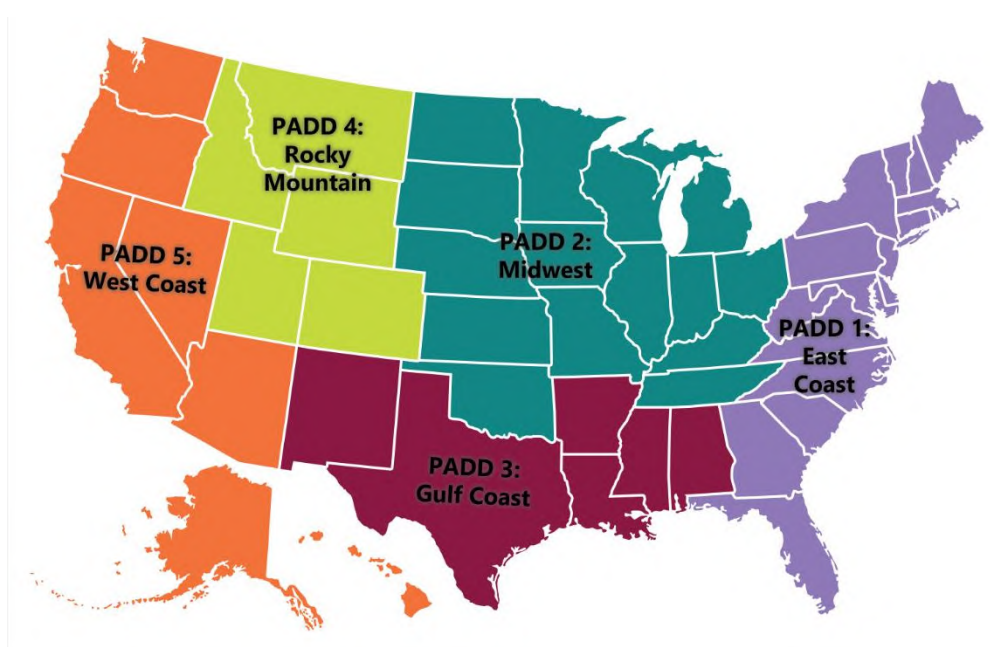 PADD 4:
Rocky
Mountain
PADD 5:
West Coast
PADD 2:
Midwest
PADD 1:
East
Coast
PADD 3:
Gulf Coast